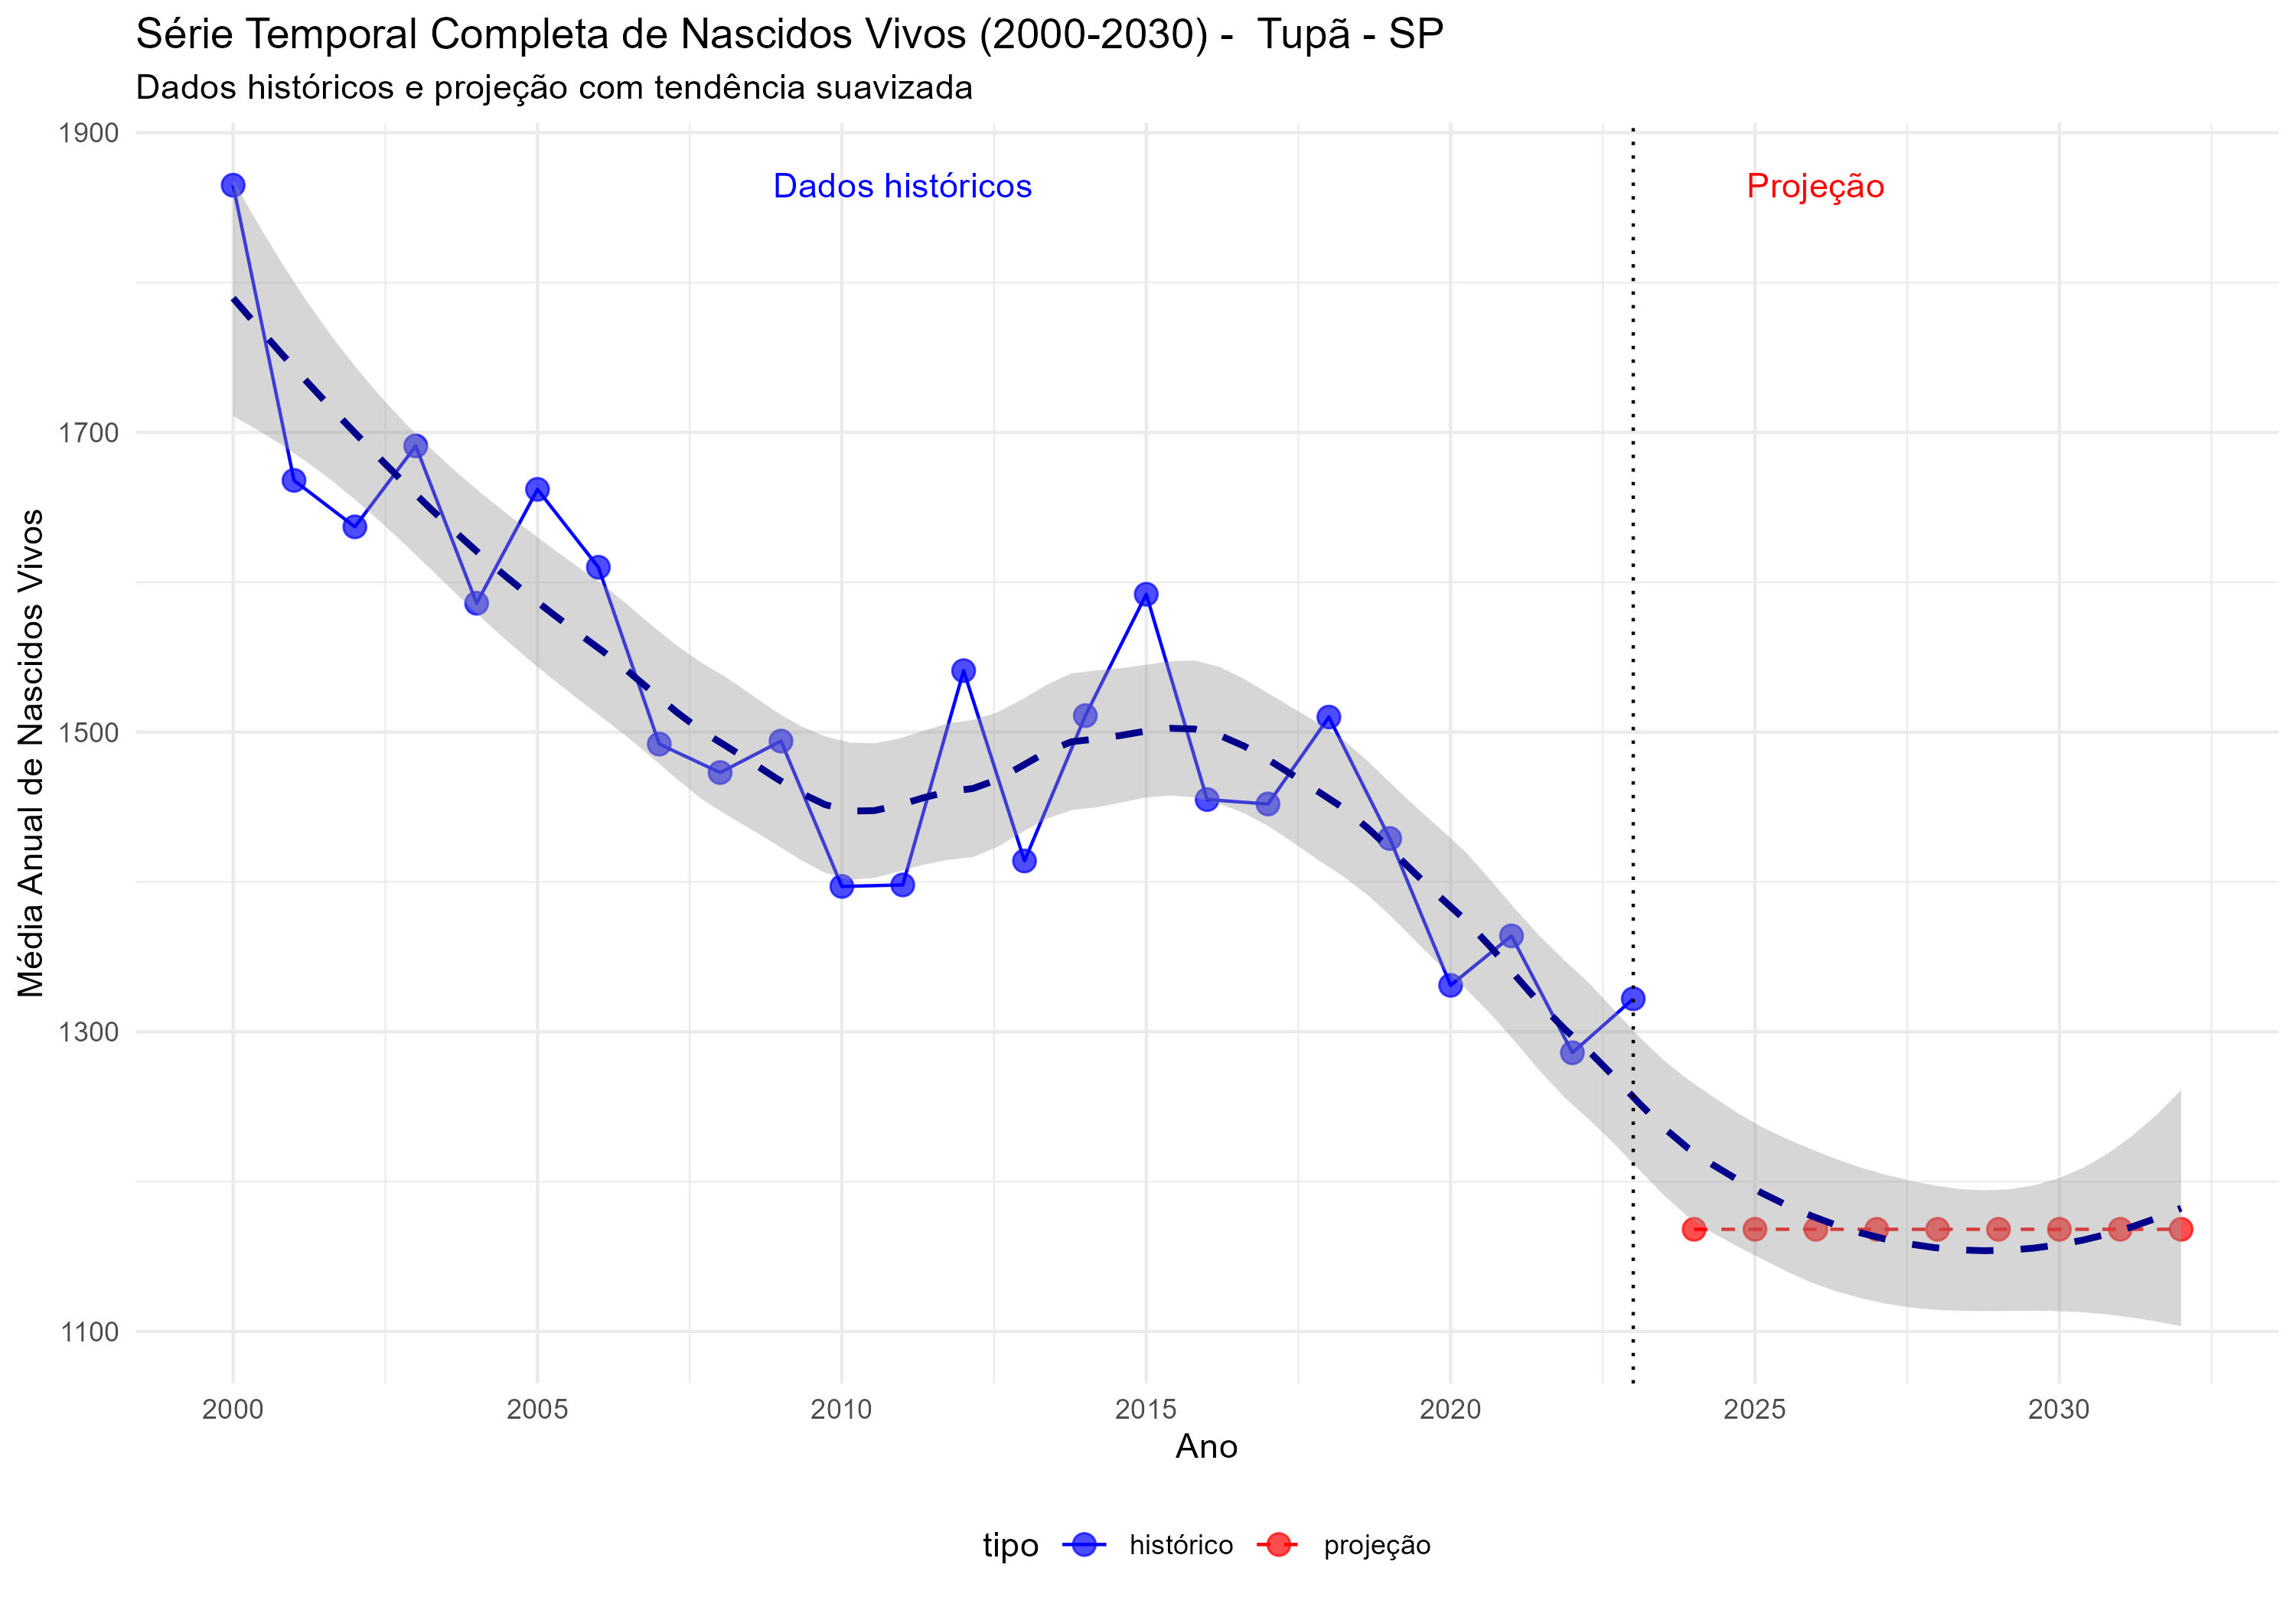 Série Temporal Completa de Nascidos Vivos (2000-2030) -  Tupã - SP
Dados históricos e projeção com tendência suavizada
Média Anual de Nascidos Vivos
1900
1700
1500
1300
1100
Dados históricos
Projeção
2000
2005
2010
2015
2020
2025
2030
Ano
tipo
histórico
projeção